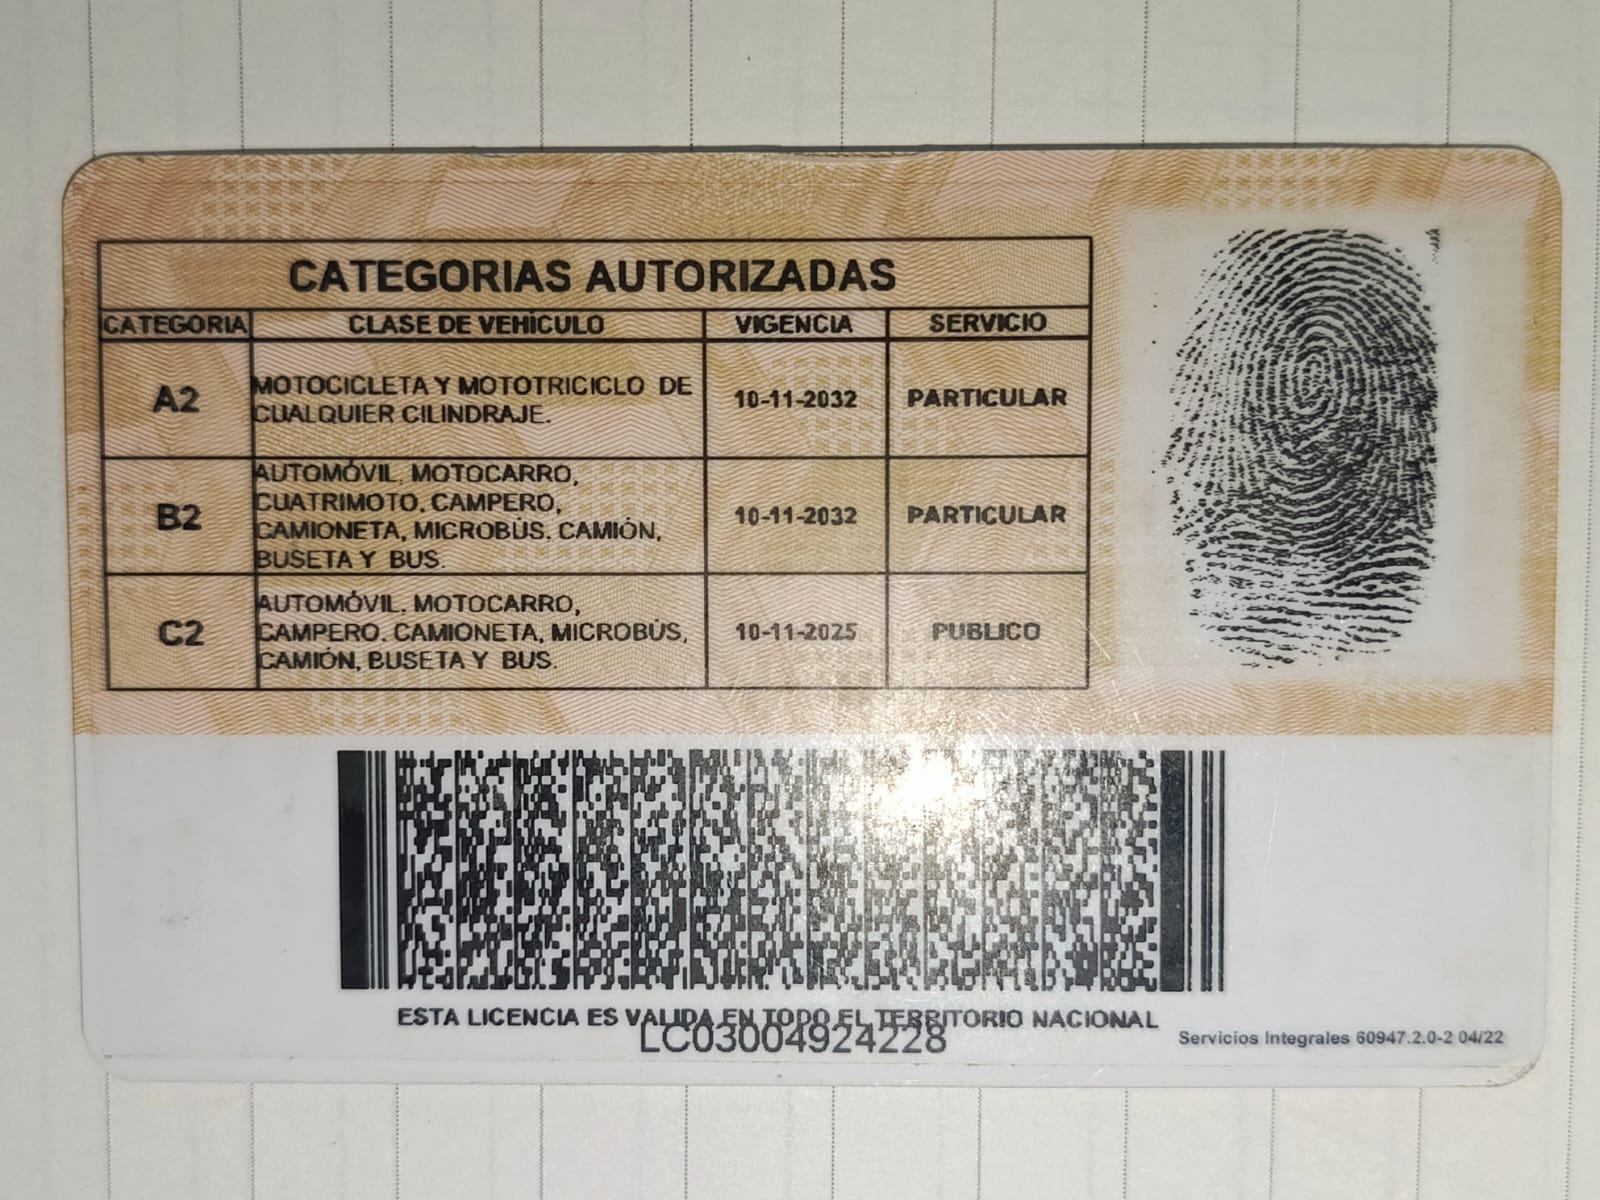 CATEGORIAS AUTORIZADAS
CATEGORIA CLASE DE VEHÍCULO VIGENCIA SERVICIO
A2 MOTOCICLETA Y MOTOTRICICLO DE CUALQUIER CILINDRAJE. 10-11-2032 PARTICULAR
B2 AUTOMÓVIL, MOTOCARRO, CUATRIMOTO, CAMPERO, CAMIONETA, MICROBÚS, CAMIÓN, BUSETA Y BUS. 10-11-2032 PARTICULAR
C2 AUTOMÓVIL, MOTOCARRO, CAMPERO, CAMIONETA, MICROBÚS, CAMIÓN, BUSETA Y BUS. 10-11-2025 PUBLICO
ESTA LICENCIA ES VALIDA EN TODO EL TERRITORIO NACIONAL
LC03004924228
Servicios Integrales 60947.2.0-2 04/22